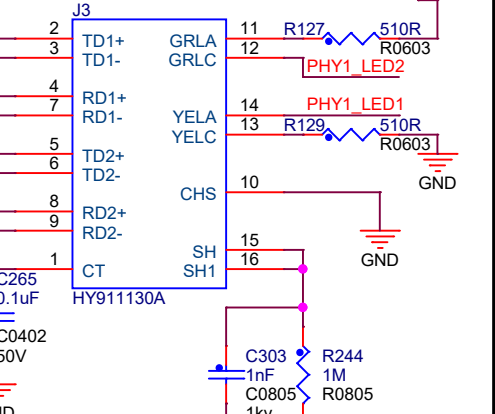 J3
2 TD1+ GRLA 11 R127 510R
3 TD1- GRLC 12 R0603
PHY1_LED2
4 RD1+
7 RD1- YELA 14 PHY1_LED1
YELC 13 R129 510R
R0603
5 TD2+
6 TD2-
GND
CHS 10
8 RD2+
9 RD2-
SH 15
GND
1 CT SH1 16
C265
0.1uF HY911130A
C0402
50V
C303 R244
1nF 1M
C0805 R0805
1kv